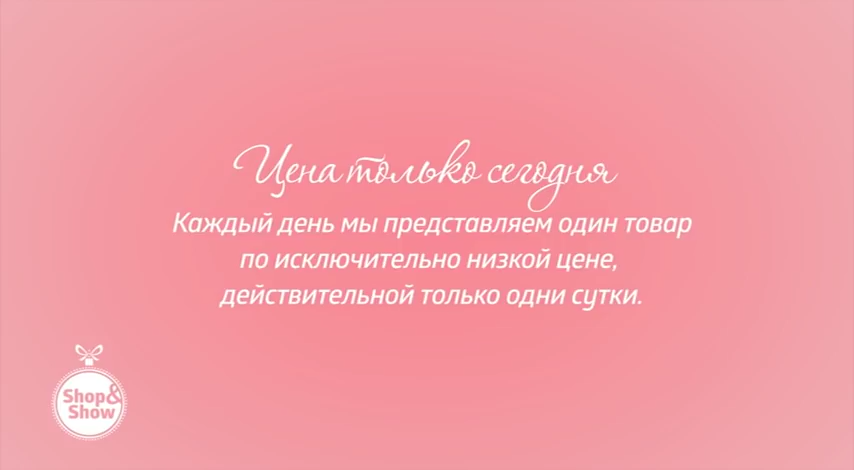 Цена только сегодня
Каждый день мы представляем один товар
по исключительно низкой цене,
действительной только одни сутки.
Shop&
Show